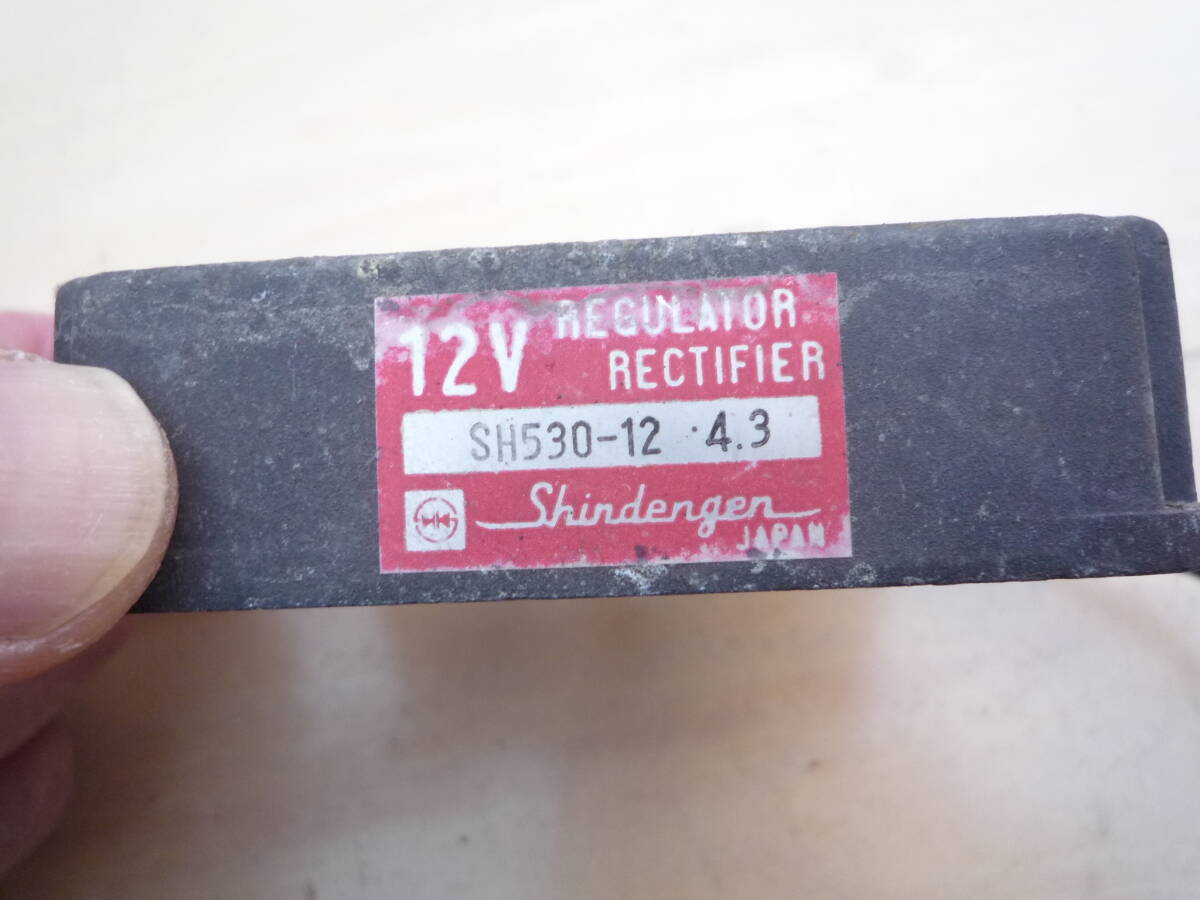 12V REGULATOR
RECTIFIER
SH530-12 4.3
Shindengen
JAPAN